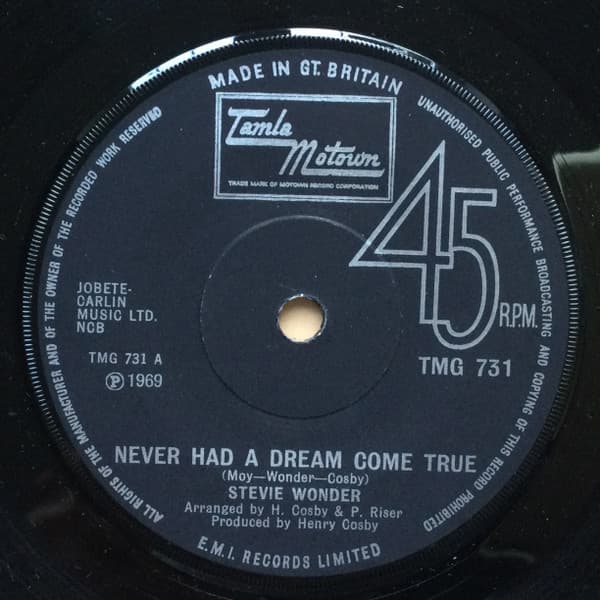 MADE IN GT. BRITAIN
UNAUTHORISED PUBLIC PERFORMANCE BROADCASTING AND COPYING OF THIS RECORD PROHIBITED
E.M.I. RECORDS LIMITED
ALL RIGHTS OF THE MANUFACTURER AND OF THE OWNER OF THE RECORDED WORK RESERVED
Tamla
Motown
TRADE MARK OF MOTOWN RECORD CORPORATION
45
R.P.M.
TMG 731
JOBETE-
CARLIN
MUSIC LTD.
NCB
TMG 731 A
Ⓟ 1969
NEVER HAD A DREAM COME TRUE
(Moy—Wonder—Cosby)
STEVIE WONDER
Arranged by H. Cosby & P. Riser
Produced by Henry Cosby